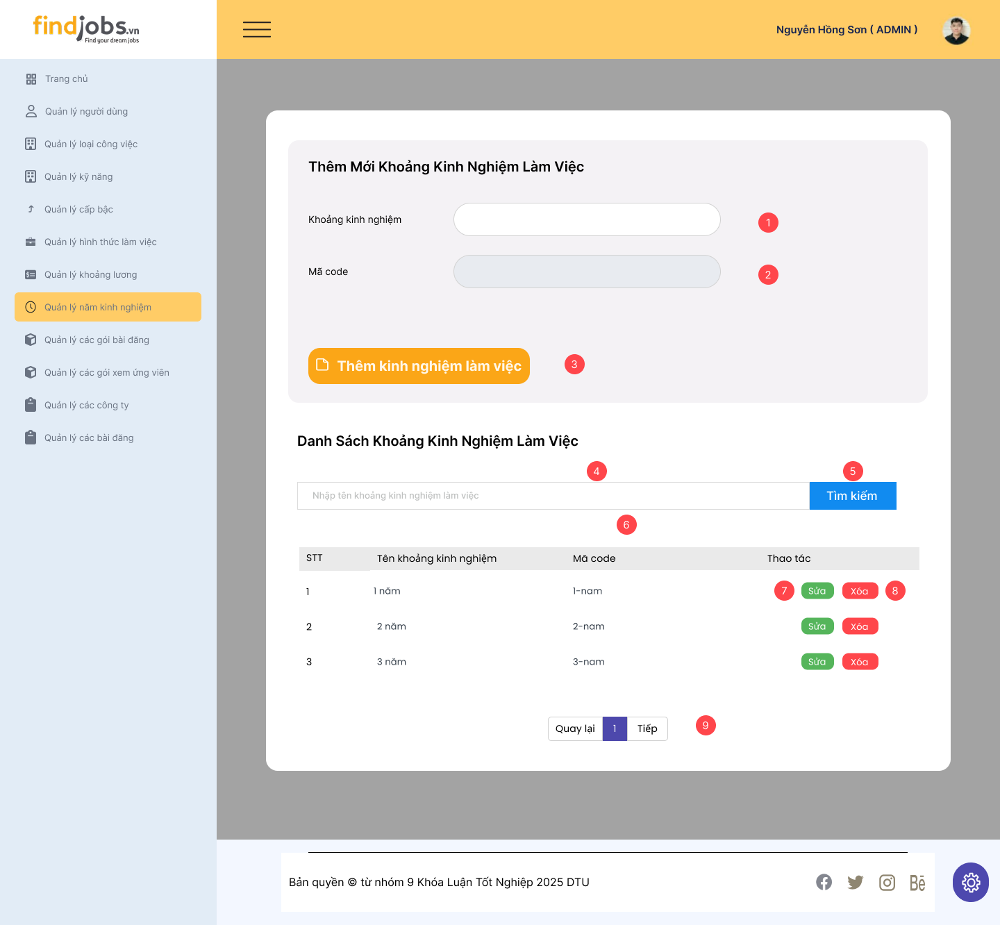 findjobs.vn
Find your dream jobs
Nguyễn Hồng Sơn ( ADMIN )
Trang chủ
Quản lý người dùng
Quản lý loại công việc
Quản lý kỹ năng
Quản lý cấp bậc
Quản lý hình thức làm việc
Quản lý khoảng lương
Quản lý năm kinh nghiệm
Quản lý các gói bài đăng
Quản lý các gói xem ứng viên
Quản lý các công ty
Quản lý các bài đăng
Thêm Mới Khoảng Kinh Nghiệm Làm Việc
Khoảng kinh nghiệm 1
Mã code 2
Thêm kinh nghiệm làm việc 3
Danh Sách Khoảng Kinh Nghiệm Làm Việc
4 5
Nhập tên khoảng kinh nghiệm làm việc Tìm kiếm
6
STT Tên khoảng kinh nghiệm Mã code Thao tác
1 1 năm 1-nam 7 Sửa Xóa 8
2 2 năm 2-nam Sửa Xóa
3 3 năm 3-nam Sửa Xóa
Quay lại 1 Tiếp 9
Bản quyền © từ nhóm 9 Khóa Luận Tốt Nghiệp 2025 DTU